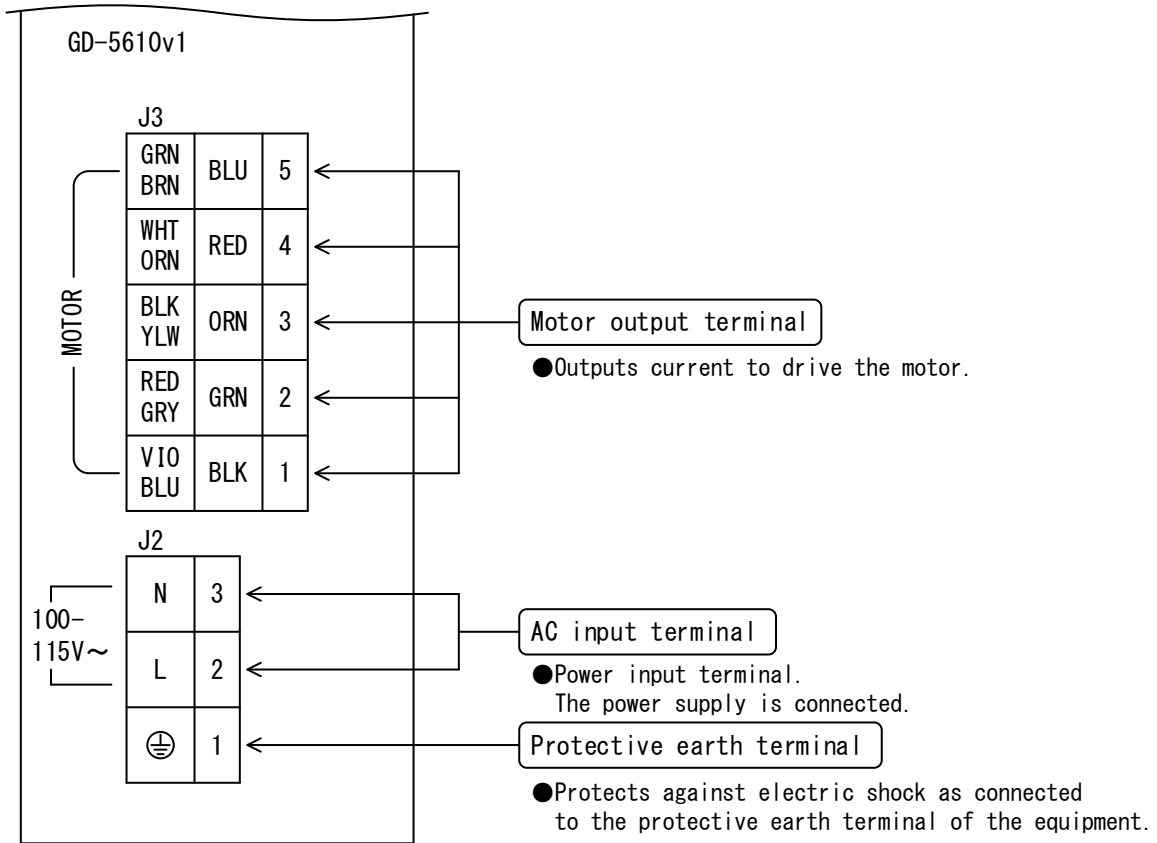 GD-5610v1
J3
GRN BRN BLU 5
WHT ORN RED 4
BLK YLW ORN 3
RED GRY GRN 2
VIO BLU BLK 1
MOTOR
Motor output terminal
●Outputs current to drive the motor.
J2
N 3
L 2
1
100-
115V～
AC input terminal
●Power input terminal.
The power supply is connected.
Protective earth terminal
●Protects against electric shock as connected
to the protective earth terminal of the equipment.